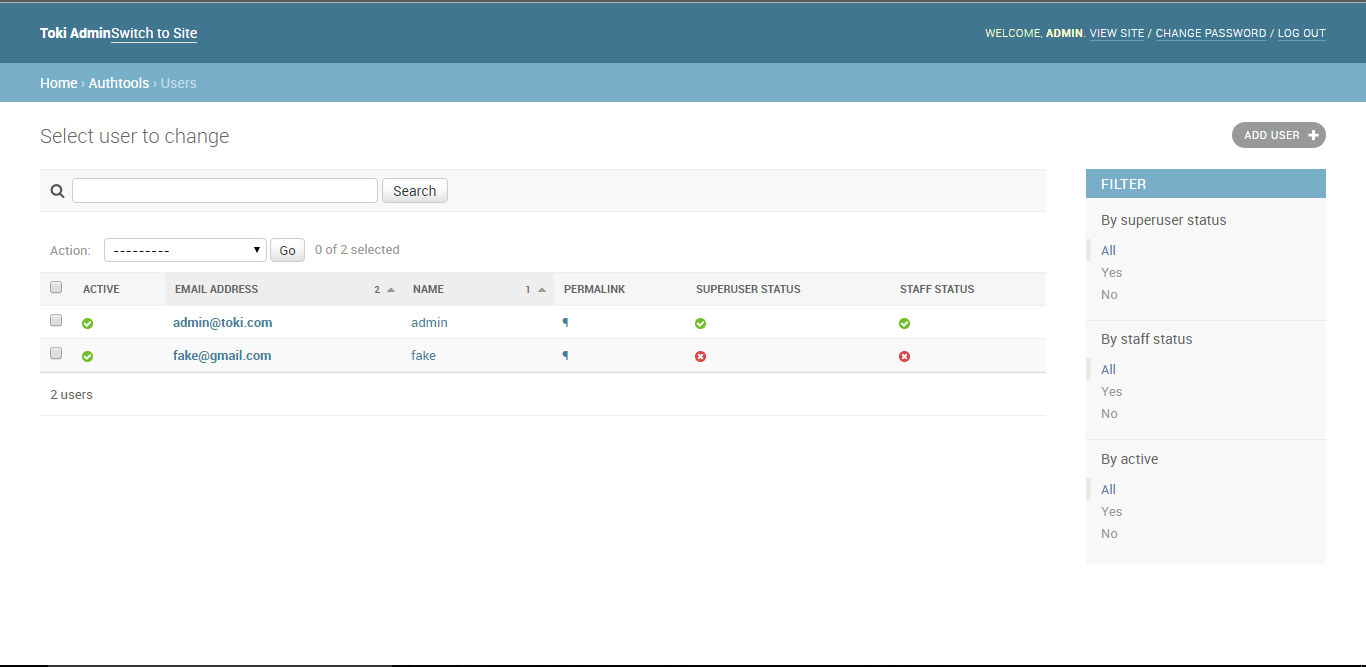 Toki AdminSwitch to Site
WELCOME, ADMIN. VIEW SITE / CHANGE PASSWORD / LOG OUT
Home › Authtools › Users
Select user to change
ADD USER +
Search
Action: --------- Go 0 of 2 selected
ACTIVE EMAIL ADDRESS 2 NAME 1 PERMALINK SUPERUSER STATUS STAFF STATUS
admin@toki.com admin ¶
fake@gmail.com fake ¶
2 users
FILTER
By superuser status
All
Yes
No
By staff status
All
Yes
No
By active
All
Yes
No